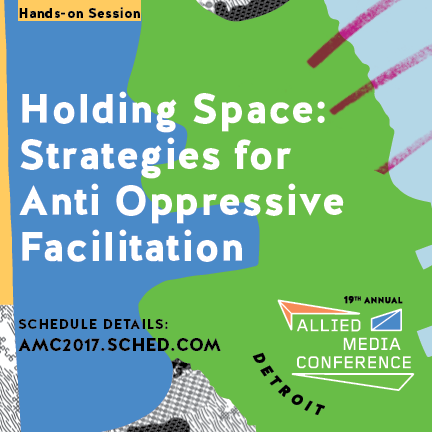 Hands-on Session
Holding Space:
Strategies for
Anti Oppressive
Facilitation
SCHEDULE DETAILS:
AMC2017.SCHED.COM
19TH ANNUAL
ALLIED
MEDIA
CONFERENCE
DETROIT